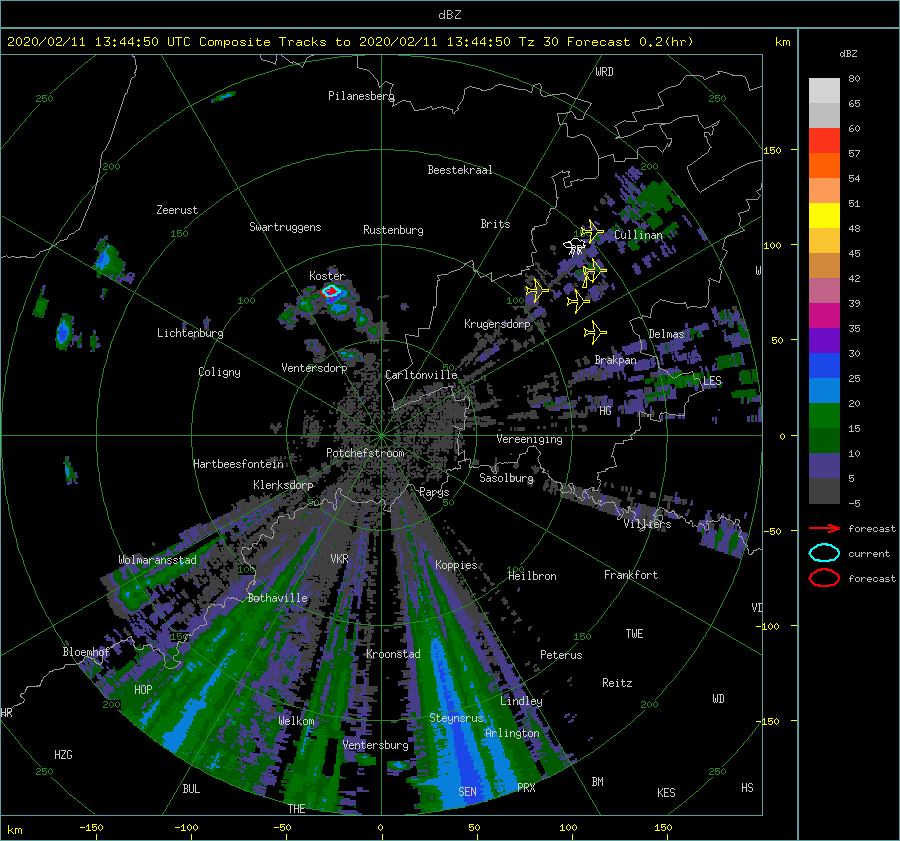 dBZ
2020/02/11 13:44:50 UTC Composite Tracks to 2020/02/11 13:44:50 Tz 30 Forecast 0.2(hr)
km
dBZ
WRD
80
250
Pilanesberg
250
65
60
150
57
200
Beestekraal
200
54
Zeerust
51
Swartruggens
Brits
150
Rustenburg
Cullinan
48
100
45
Koster
W
42
100
100
39
Krugersdorp
Lichtenburg
Delmas
35
50
30
Ventersdorp
Brakpan
Coligny
Carltonville
25
LES
20
HG
15
Vereeniging
0
Potchefstroom
10
Hartbeesfontein
Sasolburg
5
Klerksdorp
Parys
50
50
-5
Villiers
forecast
-50
VKR
current
Wolmaransstad
Koppies
100
100
Heilbron
Frankfort
forecast
Bothaville
VD
-100
150
150
TWE
Bloemhof
Kroonstad
Peterus
Reitz
HOP
WD
200
Lindley
200
HR
Welkom
Steynsrus
-150
Arlington
HZG
Ventersburg
250
250
BUL
SEN
PRX
BM
KES
HS
THE
km
-150
-100
-50
0
50
100
150